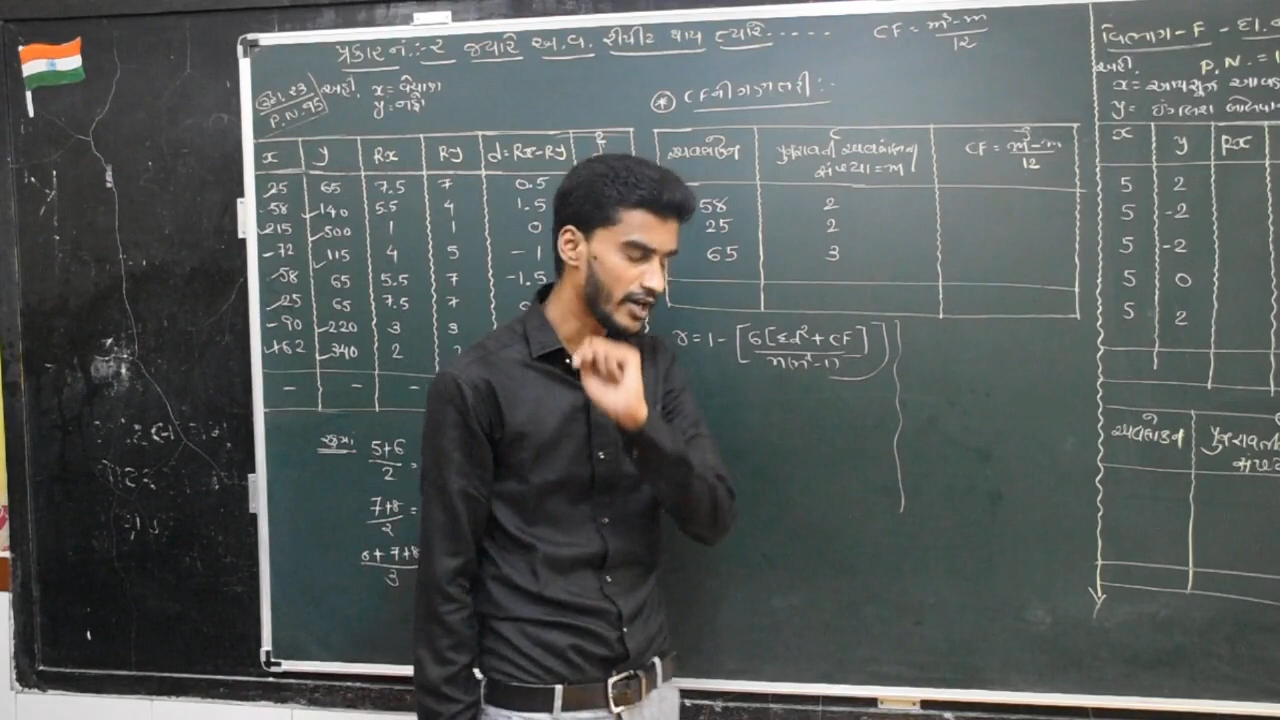 પ્રકાર નં.:-૨ જ્યારે અ.વ. રીપીટ થાય ત્યારે.....
CF = m³-m / 12
ઉદા. ૨૩
P.N. 95
અહીં, x = વેચાણ
y = નફો
x y Rx Ry d=Rx-Ry
25 65 7.5 7 0.5
58 140 5.5 4 1.5
215 500 1 1 0
72 115 4 5 -1
58 65 5.5 7 -1.5
25 65 7.5 7
90 220 3 3
162 340 2
- - -
5+6 / 2 =
7+8 / 2 =
6+7+8 / 3
* CF ની ગણતરી:-
અવલોકન પુનરાવર્તી અવલોકનની સંખ્યા = m CF = m³-m / 12
58 2
25 2
65 3
r = 1 - [6[Σd²+CF] / n(n²-1)]
વિભાગ-F - દા.
અહીં, P.N. = 1
x =
y =
x y Rx
5 2
5 -2
5 -2
5 0
5 2
અવલોકન